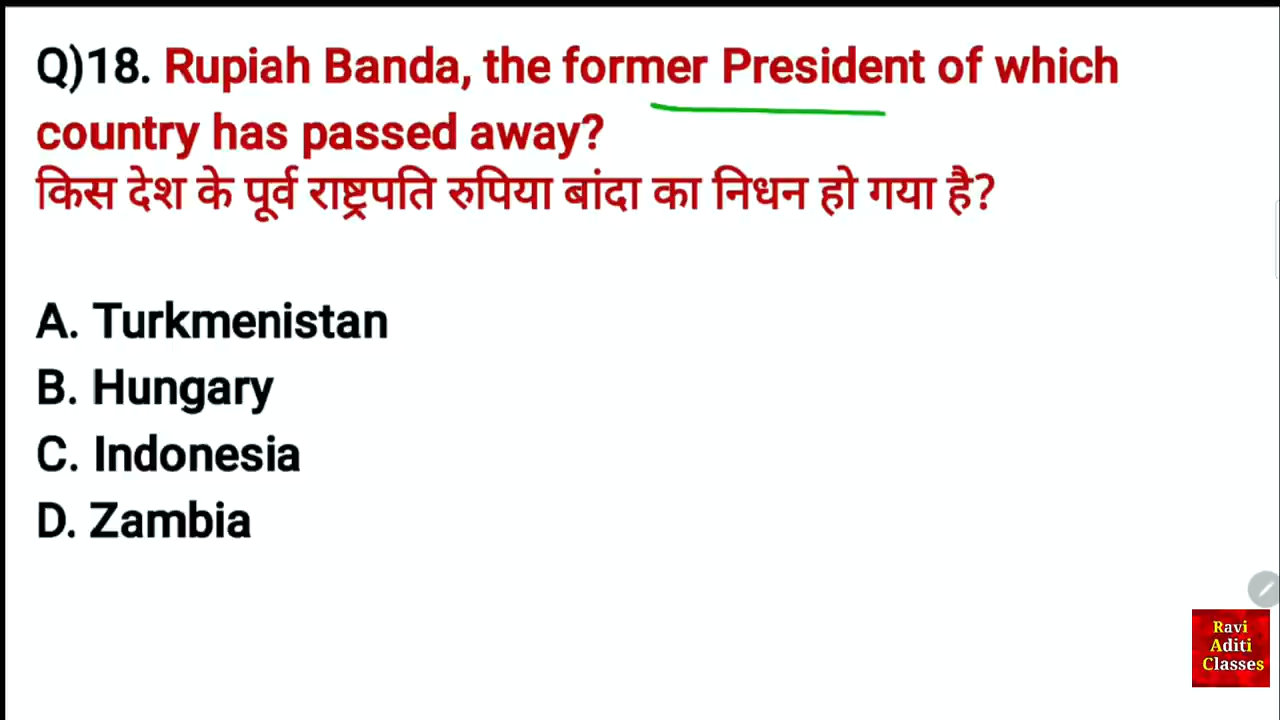 Q)18. Rupiah Banda, the former President of which
country has passed away?
किस देश के पूर्व राष्ट्रपति रुपिया बांदा का निधन हो गया है?
A. Turkmenistan
B. Hungary
C. Indonesia
D. Zambia
Ravi
Aditi
Classes